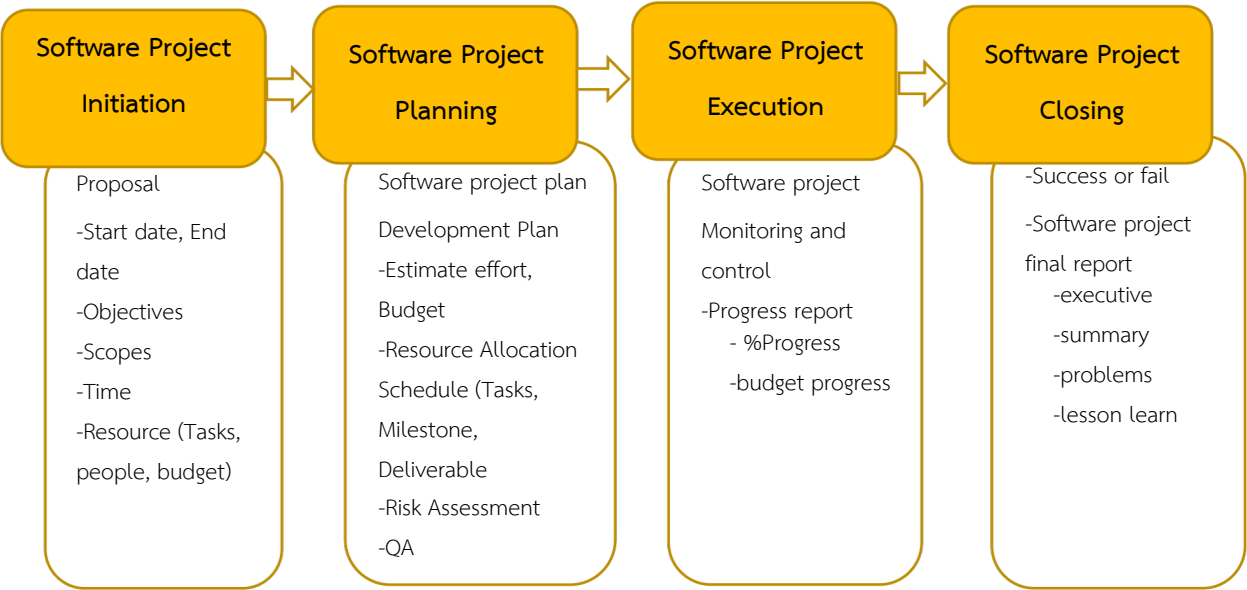 Software Project
Initiation
Proposal
-Start date, End
date
-Objectives
-Scopes
-Time
-Resource (Tasks,
people, budget)
Software Project
Planning
Software project plan
Development Plan
-Estimate effort,
Budget
-Resource Allocation
Schedule (Tasks,
Milestone,
Deliverable
-Risk Assessment
-QA
Software Project
Execution
Software project
Monitoring and
control
-Progress report
- %Progress
-budget progress
Software Project
Closing
-Success or fail
-Software project
final report
-executive
-summary
-problems
-lesson learn